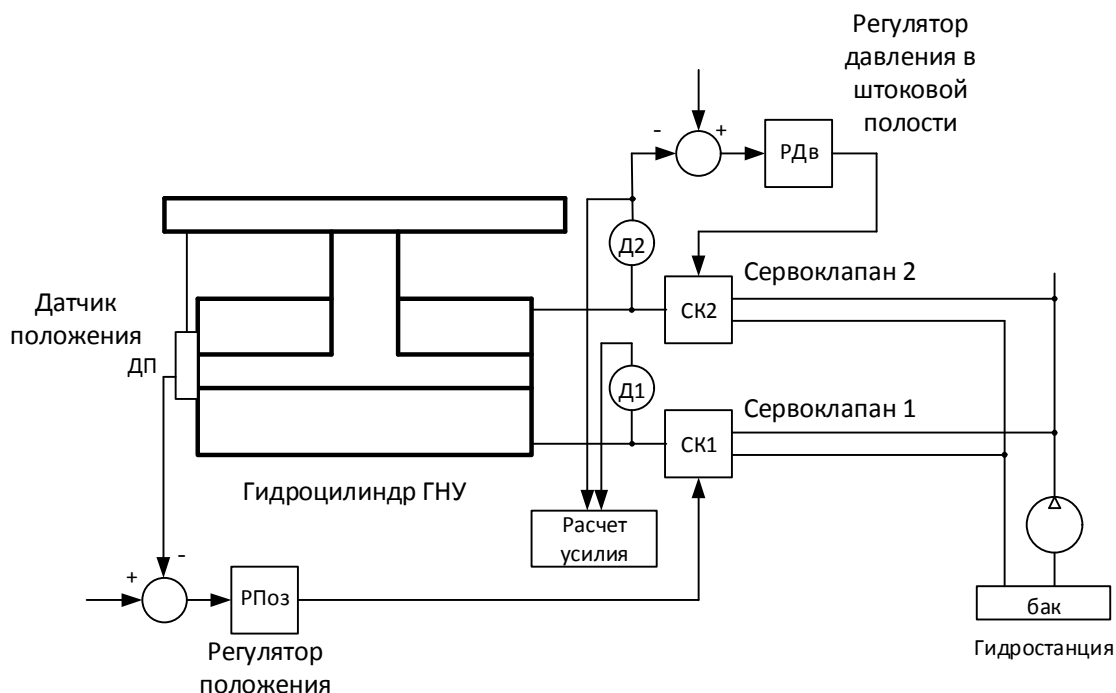 Регулятор
давления в
штоковой
полости
-
+
РДв
Д2
Сервоклапан 2
СК2
Датчик
положения
ДП
Д1
Сервоклапан 1
СК1
Гидроцилиндр ГНУ
Расчет
усилия
-
+
РПоз
бак
Регулятор
положения
Гидростанция